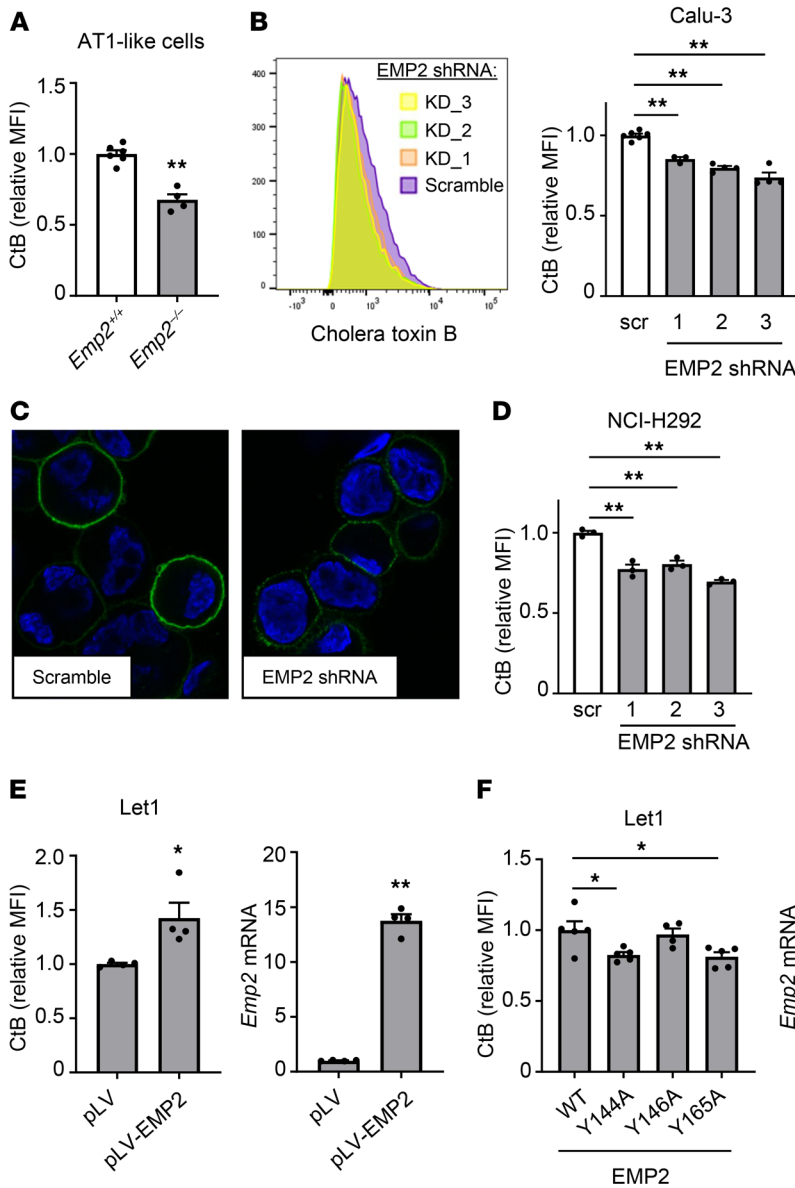 A
AT1-like cells
CtB (relative MFI)
1.5
1.0
0.5
0
**
Emp2+/+
Emp2−/−
B
400
300
200
100
0
-10³
0
10³
10⁴
10⁵
Cholera toxin B
EMP2 shRNA:
KD_3
KD_2
KD_1
Scramble
Calu-3
**
**
**
CtB (relative MFI)
1.0
0.5
0
scr
1
2
3
EMP2 shRNA
C
Scramble
EMP2 shRNA
D
NCI-H292
**
**
**
CtB (relative MFI)
1.0
0.5
0
scr
1
2
3
EMP2 shRNA
E
Let1
CtB (relative MFI)
2.0
1.5
1.0
0.5
0
*
pLV
pLV-EMP2
Emp2 mRNA
20
15
10
5
0
**
pLV
pLV-EMP2
F
Let1
CtB (relative MFI)
1.5
1.0
0.5
0
*
*
WT
Y144A
Y146A
Y165A
EMP2
Emp2 mRNA